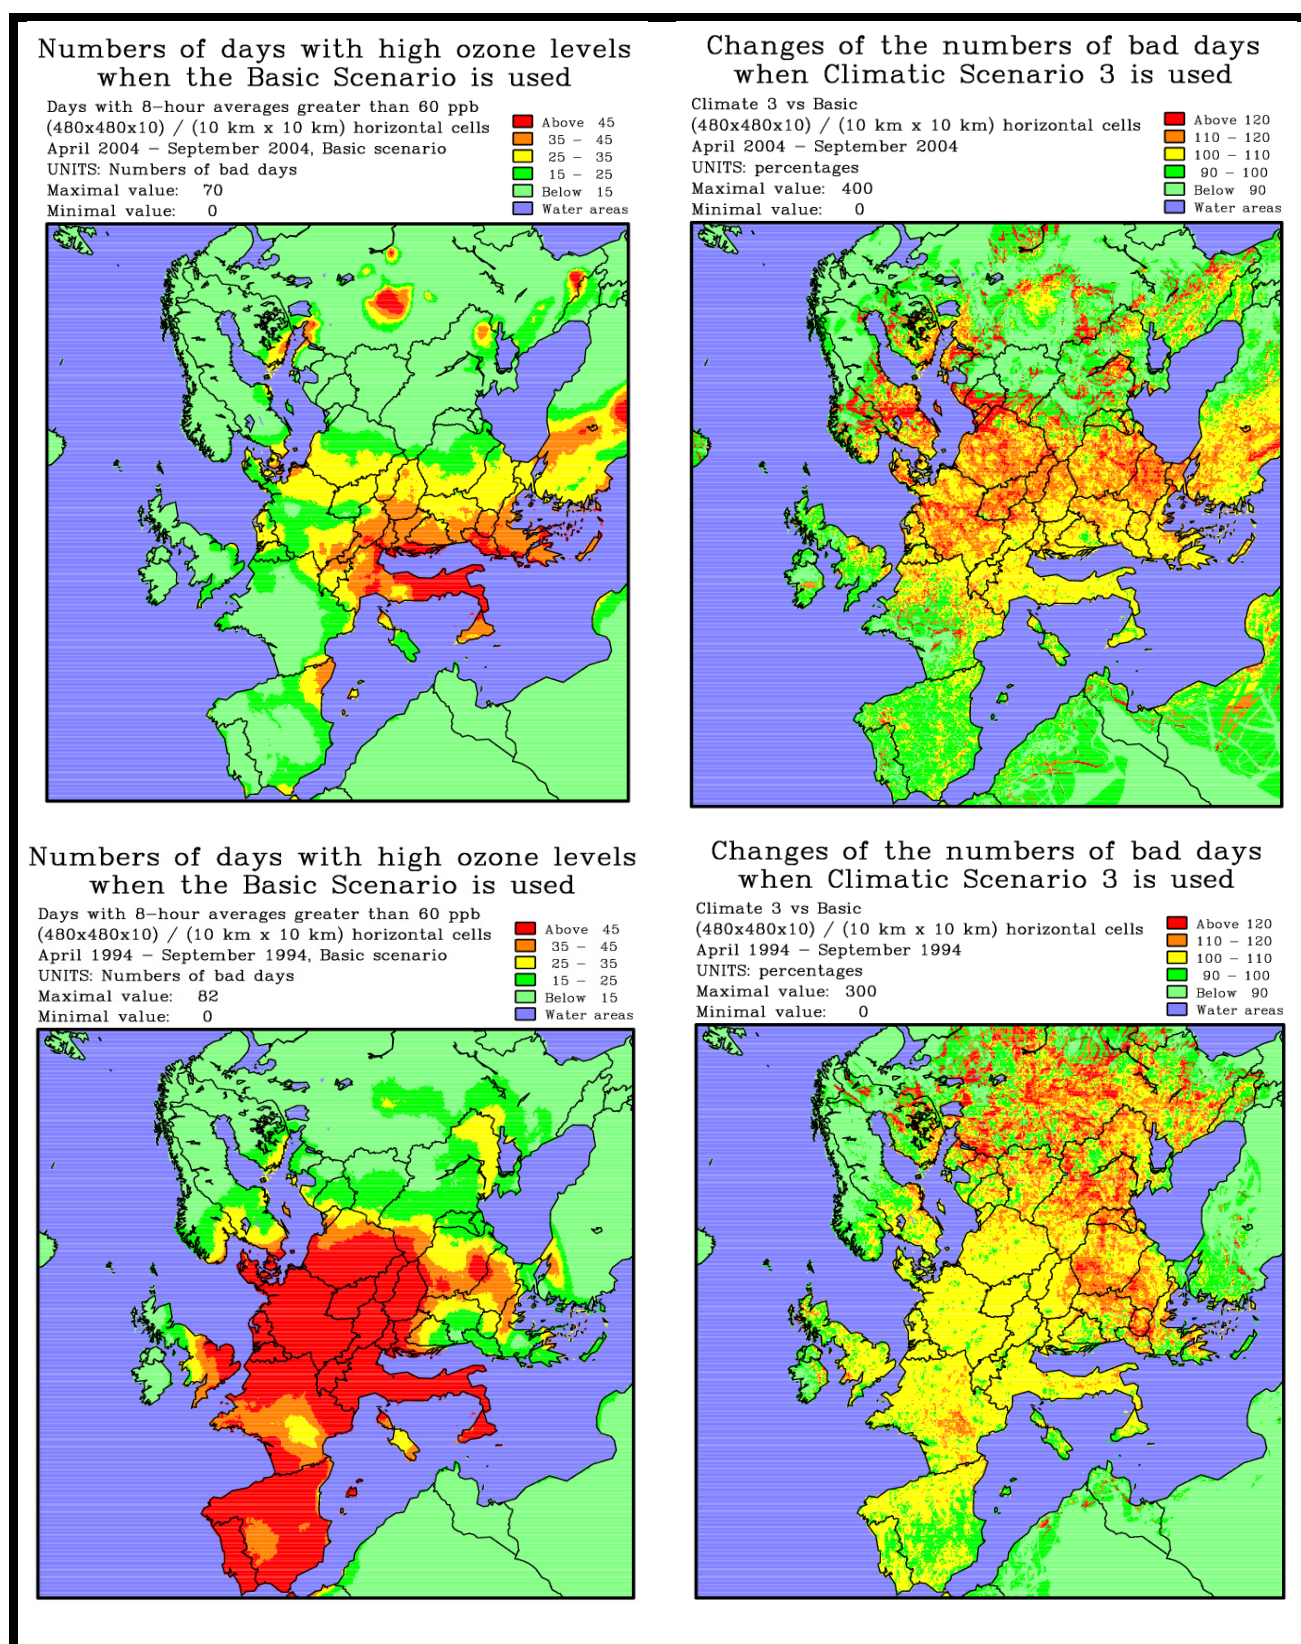 Numbers of days with high ozone levels
when the Basic Scenario is used
Days with 8-hour averages greater than 60 ppb
(480x480x10) / (10 km x 10 km) horizontal cells
April 2004 - September 2004, Basic scenario
UNITS: Numbers of bad days
Maximal value: 70
Minimal value: 0
Above 45
35 - 45
25 - 35
15 - 25
Below 15
Water areas
Changes of the numbers of bad days
when Climatic Scenario 3 is used
Climate 3 vs Basic
(480x480x10) / (10 km x 10 km) horizontal cells
April 2004 - September 2004
UNITS: percentages
Maximal value: 400
Minimal value: 0
Above 120
110 - 120
100 - 110
90 - 100
Below 90
Water areas
Numbers of days with high ozone levels
when the Basic Scenario is used
Days with 8-hour averages greater than 60 ppb
(480x480x10) / (10 km x 10 km) horizontal cells
April 1994 - September 1994, Basic scenario
UNITS: Numbers of bad days
Maximal value: 82
Minimal value: 0
Above 45
35 - 45
25 - 35
15 - 25
Below 15
Water areas
Changes of the numbers of bad days
when Climatic Scenario 3 is used
Climate 3 vs Basic
(480x480x10) / (10 km x 10 km) horizontal cells
April 1994 - September 1994
UNITS: percentages
Maximal value: 300
Minimal value: 0
Above 120
110 - 120
100 - 110
90 - 100
Below 90
Water areas